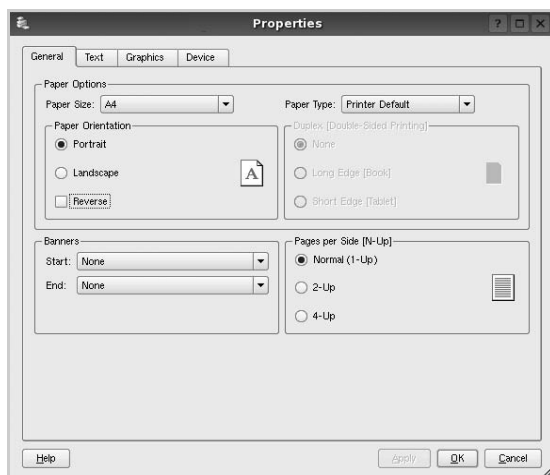 Properties
General Text Graphics Device
Paper Options
Paper Size: A4 Paper Type: Printer Default
Paper Orientation
Portrait
Landscape
Reverse
A
Duplex [Double-Sided Printing]
None
Long Edge [Book]
Short Edge [Tablet]
Banners
Start: None
End: None
Pages per Side [N-Up]
Normal (1-Up)
2-Up
4-Up
Help Apply OK Cancel